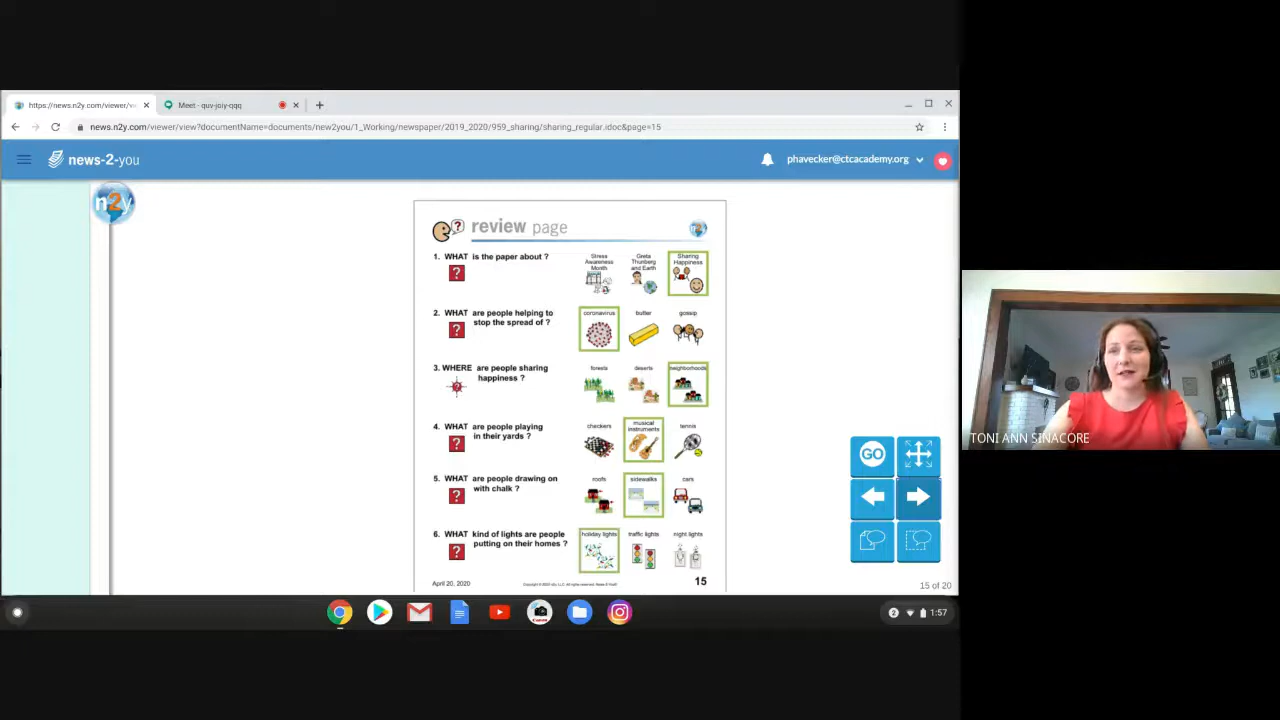 https://news.n2y.com/viewer/vi
Meet - quv-joiy-qqq
news.n2y.com/viewer/view?documentName=documents/new2you/1_Working/newspaper/2019_2020/959_sharing/sharing_regular.idoc&page=15
news-2-you
phavecker@ctcacademy.org
n2y
review page
1. WHAT is the paper about ?
Stress Awareness Month
Greta Thunberg and Earth
Sharing Happiness
2. WHAT are people helping to
stop the spread of ?
coronavirus
butter
gossip
3. WHERE are people sharing
happiness ?
forests
deserts
neighborhoods
4. WHAT are people playing
in their yards ?
checkers
musical instruments
tennis
5. WHAT are people drawing on
with chalk ?
roofs
sidewalks
cars
6. WHAT kind of lights are people
putting on their homes ?
holiday lights
traffic lights
night lights
April 20, 2020
15
GO
15 of 20
TONI ANN SINACORE
2
1:57